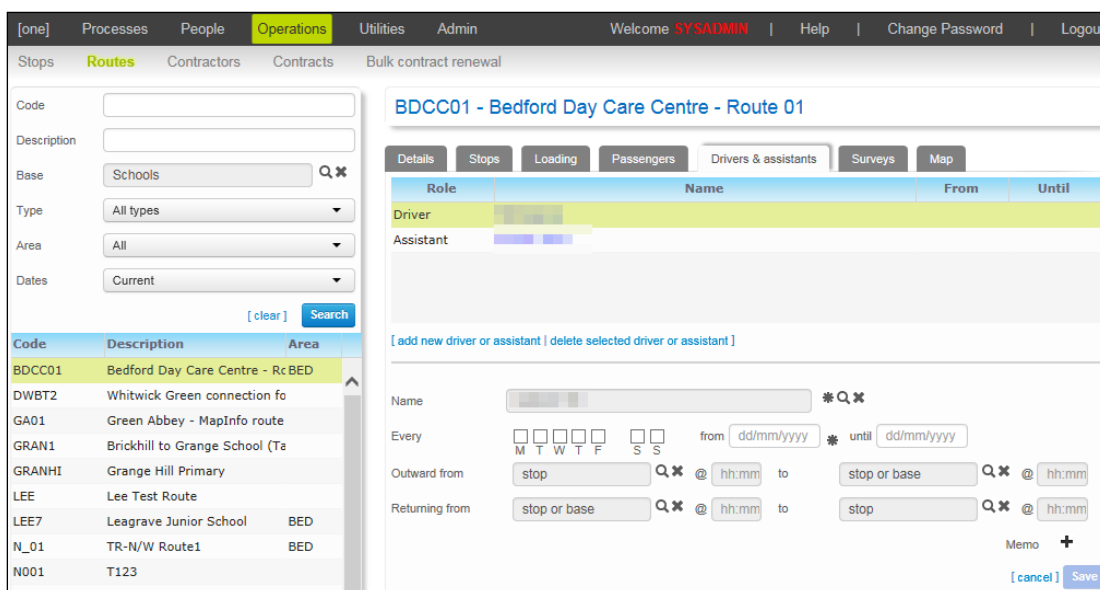 [one] Processes People Operations Utilities Admin Welcome SYSADMIN | Help | Change Password | Logou
Stops Routes Contractors Contracts Bulk contract renewal
Code
Description
Base Schools
Type All types
Area All
Dates Current
[ clear ] Search
Code Description Area
BDCC01 Bedford Day Care Centre - Rc BED
DWBT2 Whitwick Green connection fo
GA01 Green Abbey - MapInfo route
GRAN1 Brickhill to Grange School (Ta
GRANHI Grange Hill Primary
LEE Lee Test Route
LEE7 Leagrave Junior School BED
N_01 TR-N/W Route1 BED
N001 T123
BDCC01 - Bedford Day Care Centre - Route 01
Details Stops Loading Passengers Drivers & assistants Surveys Map
Role Name From Until
Driver
Assistant
[ add new driver or assistant | delete selected driver or assistant ]
Name
Every M T W T F S S from dd/mm/yyyy until dd/mm/yyyy
Outward from stop @ hh:mm to stop or base @ hh:mm
Returning from stop or base @ hh:mm to stop @ hh:mm
Memo
[ cancel ] Save